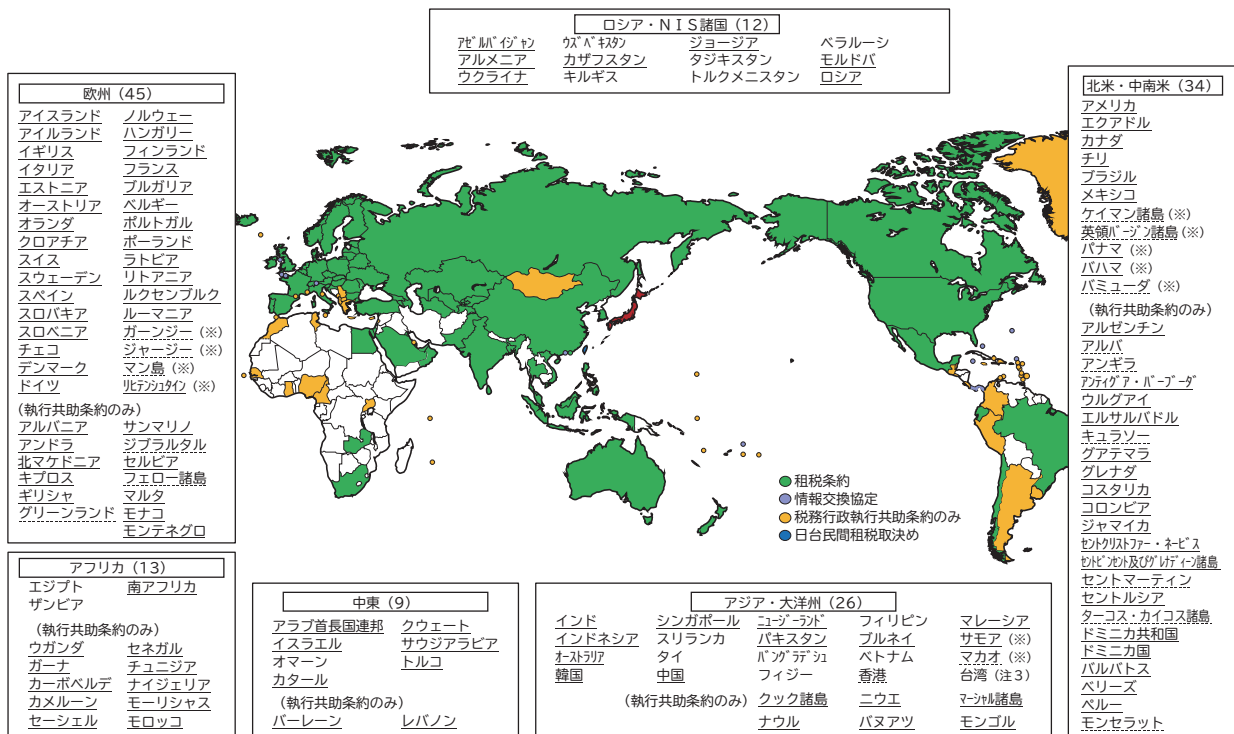 ロシア・NIS諸国（12）
ｱｾﾞﾙﾊﾞｲｼﾞｬﾝ ｳｽﾞﾍﾞｷｽﾀﾝ ジョージア ベラルーシ
アルメニア カザフスタン タジキスタン モルドバ
ウクライナ キルギス トルクメニスタン ロシア
欧州（45）
アイスランド ノルウェー
アイルランド ハンガリー
イギリス フィンランド
イタリア フランス
エストニア ブルガリア
オーストリア ベルギー
オランダ ポルトガル
クロアチア ポーランド
スイス ラトビア
スウェーデン リトアニア
スペイン ルクセンブルク
スロバキア ルーマニア
スロベニア ガーンジー（※）
チェコ ジャージー（※）
デンマーク マン島（※）
ドイツ ﾘﾋﾃﾝｼｭﾀｲﾝ（※）
(執行共助条約のみ)
アルバニア サンマリノ
アンドラ ジブラルタル
北マケドニア セルビア
キプロス フェロー諸島
ギリシャ マルタ
グリーンランド モナコ
モンテネグロ
北米・中南米（34）
アメリカ
エクアドル
カナダ
チリ
ブラジル
メキシコ
ケイマン諸島（※）
英領ﾊﾞｰｼﾞﾝ諸島（※）
パナマ（※）
バハマ（※）
バミューダ（※）
(執行共助条約のみ)
アルゼンチン
アルバ
アンギラ
ｱﾝﾃｨｸﾞｱ・ﾊﾞｰﾌﾞｰﾀﾞ
ウルグアイ
エルサルバドル
キュラソー
グアテマラ
グレナダ
コスタリカ
コロンビア
ジャマイカ
ｾﾝﾄｸﾘｽﾄﾌｧｰ・ﾈｰﾋﾞｽ
ｾﾝﾄﾋﾞﾝｾﾝﾄ及びｸﾞﾚﾅﾃﾞｨｰﾝ諸島
セントマーティン
セントルシア
タークス・カイコス諸島
ドミニカ共和国
ドミニカ国
バルバドス
ベリーズ
ペルー
モンセラット
租税条約
情報交換協定
税務行政執行共助条約のみ
日台民間租税取決め
アフリカ（13）
エジプト 南アフリカ
ザンビア
(執行共助条約のみ)
ウガンダ セネガル
ガーナ チュニジア
カーボベルデ ナイジェリア
カメルーン モーリシャス
セーシェル モロッコ
中東（9）
アラブ首長国連邦 クウェート
イスラエル サウジアラビア
オマーン トルコ
カタール
(執行共助条約のみ)
バーレーン レバノン
アジア・大洋州（26）
インド シンガポール ﾆｭｰｼﾞｰﾗﾝﾄﾞ フィリピン マレーシア
インドネシア スリランカ パキスタン ブルネイ サモア（※）
ｵｰｽﾄﾗﾘｱ タイ ﾊﾞﾝｸﾞﾗﾃﾞｼｭ ベトナム マカオ（※）
韓国 中国 フィジー 香港 台湾（注3）
(執行共助条約のみ) クック諸島 ニウエ ﾏｰｼｬﾙ諸島
ナウル バヌアツ モンゴル